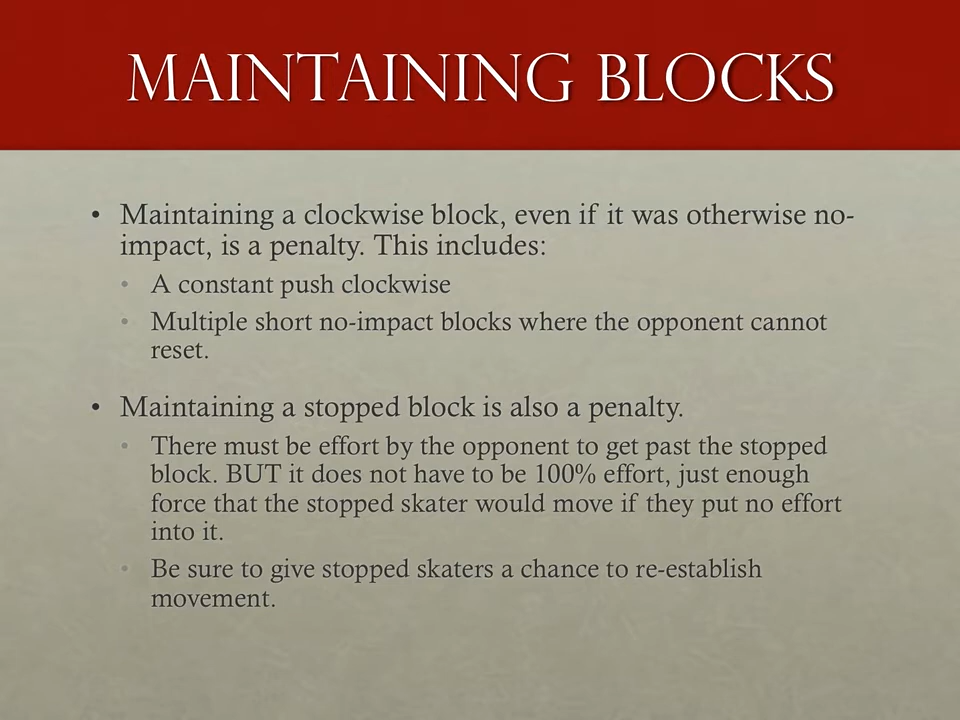 MAINTAINING BLOCKS
• Maintaining a clockwise block, even if it was otherwise no-
impact, is a penalty. This includes:
• A constant push clockwise
• Multiple short no-impact blocks where the opponent cannot
reset.
• Maintaining a stopped block is also a penalty.
• There must be effort by the opponent to get past the stopped
block. BUT it does not have to be 100% effort, just enough
force that the stopped skater would move if they put no effort
into it.
• Be sure to give stopped skaters a chance to re-establish
movement.